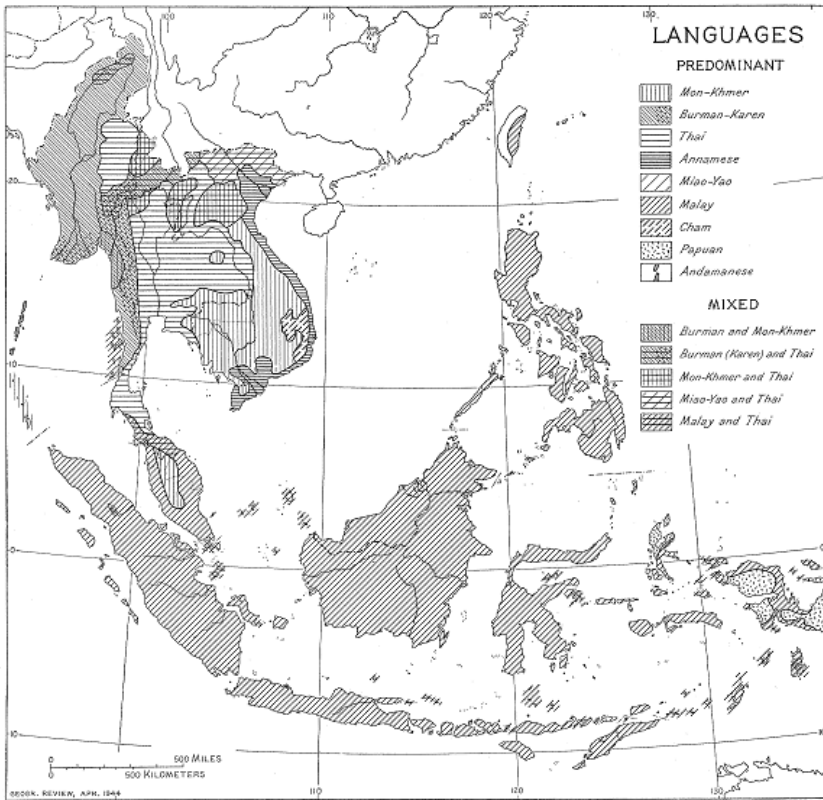 100
110
120
130
LANGUAGES
PREDOMINANT
Mon-Khmer
Burman-Karen
Thai
Annamese
Miao-Yao
Malay
Cham
Papuan
Andamanese
MIXED
Burman and Mon-Khmer
Burman (Karen) and Thai
Mon-Khmer and Thai
Miao-Yao and Thai
Malay and Thai
20
10
0
10
0 500 MILES
0 500 KILOMETERS
GEOGR. REVIEW, APR. 1944
110
120
130